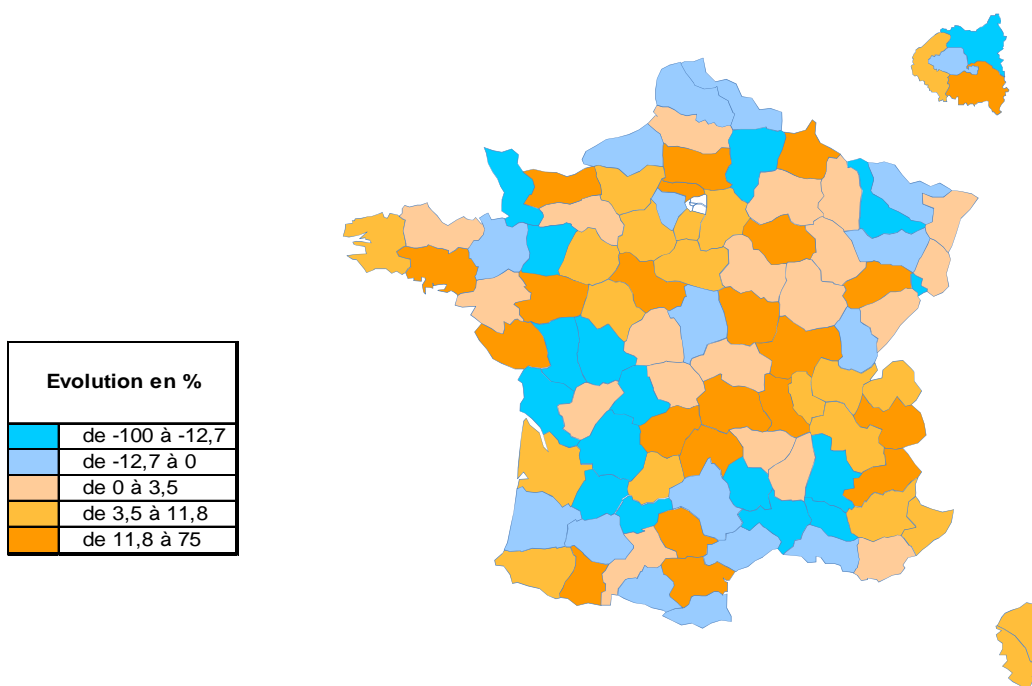 Evolution en %
de -100 à -12,7
de -12,7 à 0
de 0 à 3,5
de 3,5 à 11,8
de 11,8 à 75